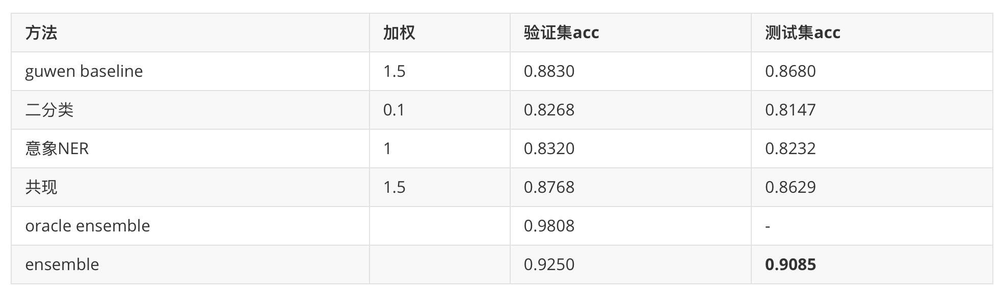 方法 加权 验证集acc 测试集acc
guwen baseline 1.5 0.8830 0.8680
二分类 0.1 0.8268 0.8147
意象NER 1 0.8320 0.8232
共现 1.5 0.8768 0.8629
oracle ensemble 0.9808 -
ensemble 0.9250 0.9085